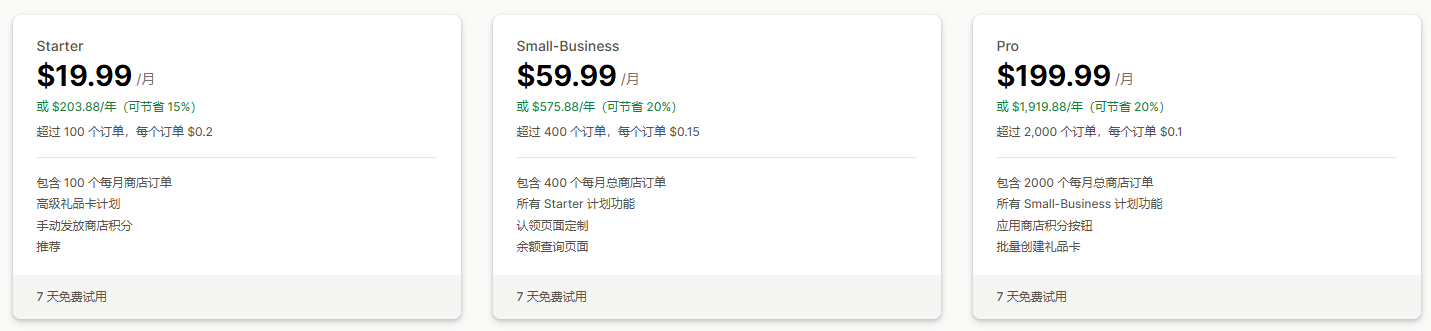 Starter
$19.99 /月
或 $203.88/年（可节省 15%）
超过 100 个订单，每个订单 $0.2
包含 100 个每月商店订单
高级礼品卡计划
手动发放商店积分
推荐
7 天免费试用
Small-Business
$59.99 /月
或 $575.88/年（可节省 20%）
超过 400 个订单，每个订单 $0.15
包含 400 个每月总商店订单
所有 Starter 计划功能
认领页面定制
余额查询页面
7 天免费试用
Pro
$199.99 /月
或 $1,919.88/年（可节省 20%）
超过 2,000 个订单，每个订单 $0.1
包含 2000 个每月总商店订单
所有 Small-Business 计划功能
应用商店积分按钮
批量创建礼品卡
7 天免费试用